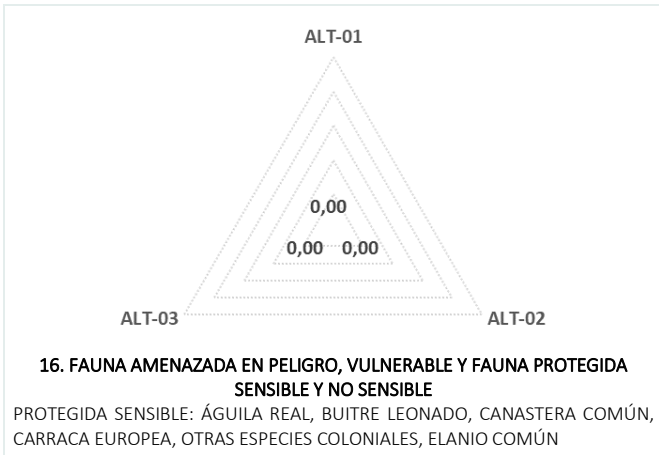 ALT-01
0,00
0,00 0,00
ALT-03 ALT-02
16. FAUNA AMENAZADA EN PELIGRO, VULNERABLE Y FAUNA PROTEGIDA
SENSIBLE Y NO SENSIBLE
PROTEGIDA SENSIBLE: ÁGUILA REAL, BUITRE LEONADO, CANASTERA COMÚN,
CARRACA EUROPEA, OTRAS ESPECIES COLONIALES, ELANIO COMÚN